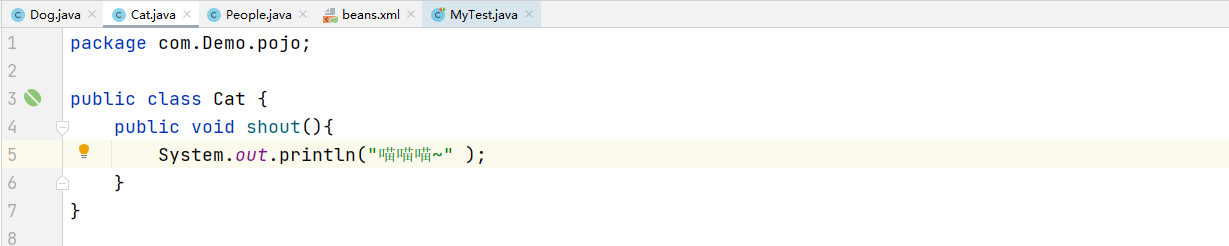 Dog.java Cat.java People.java beans.xml MyTest.java
1 package com.Demo.pojo;
2
3 public class Cat {
4 public void shout(){
5 System.out.println("喵喵喵~" );
6 }
7 }
8